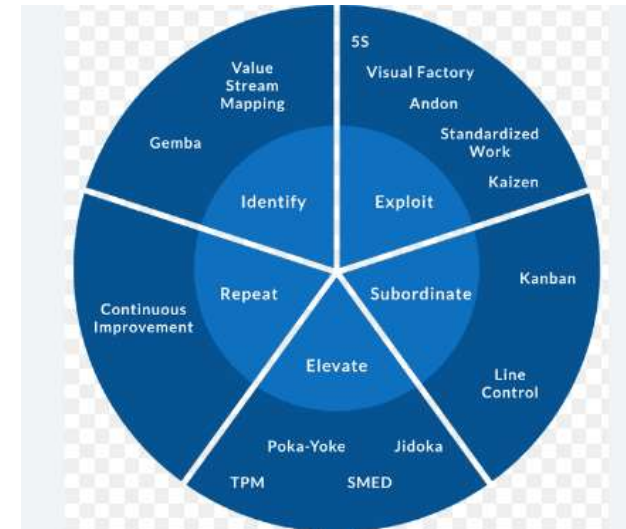 5S
Value
Stream
Mapping
Visual Factory
Andon
Standardized
Work
Gemba
Kaizen
Identify
Exploit
Repeat
Subordinate
Kanban
Continuous
Improvement
Elevate
Line
Control
Poka-Yoke
Jidoka
TPM
SMED